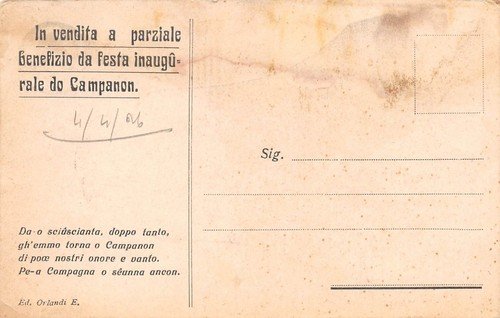 In vendita a parziale
benefizio da festa inaugû-
rale do Campanon.
4/4/06
Sig.
Da o sciûscianta, doppo tanto,
gh'emmo torna o Campanon
di poæ nostri onore e vanto.
Pe-a Compagna o sêunna ancon.
Ed. Orlandi E.